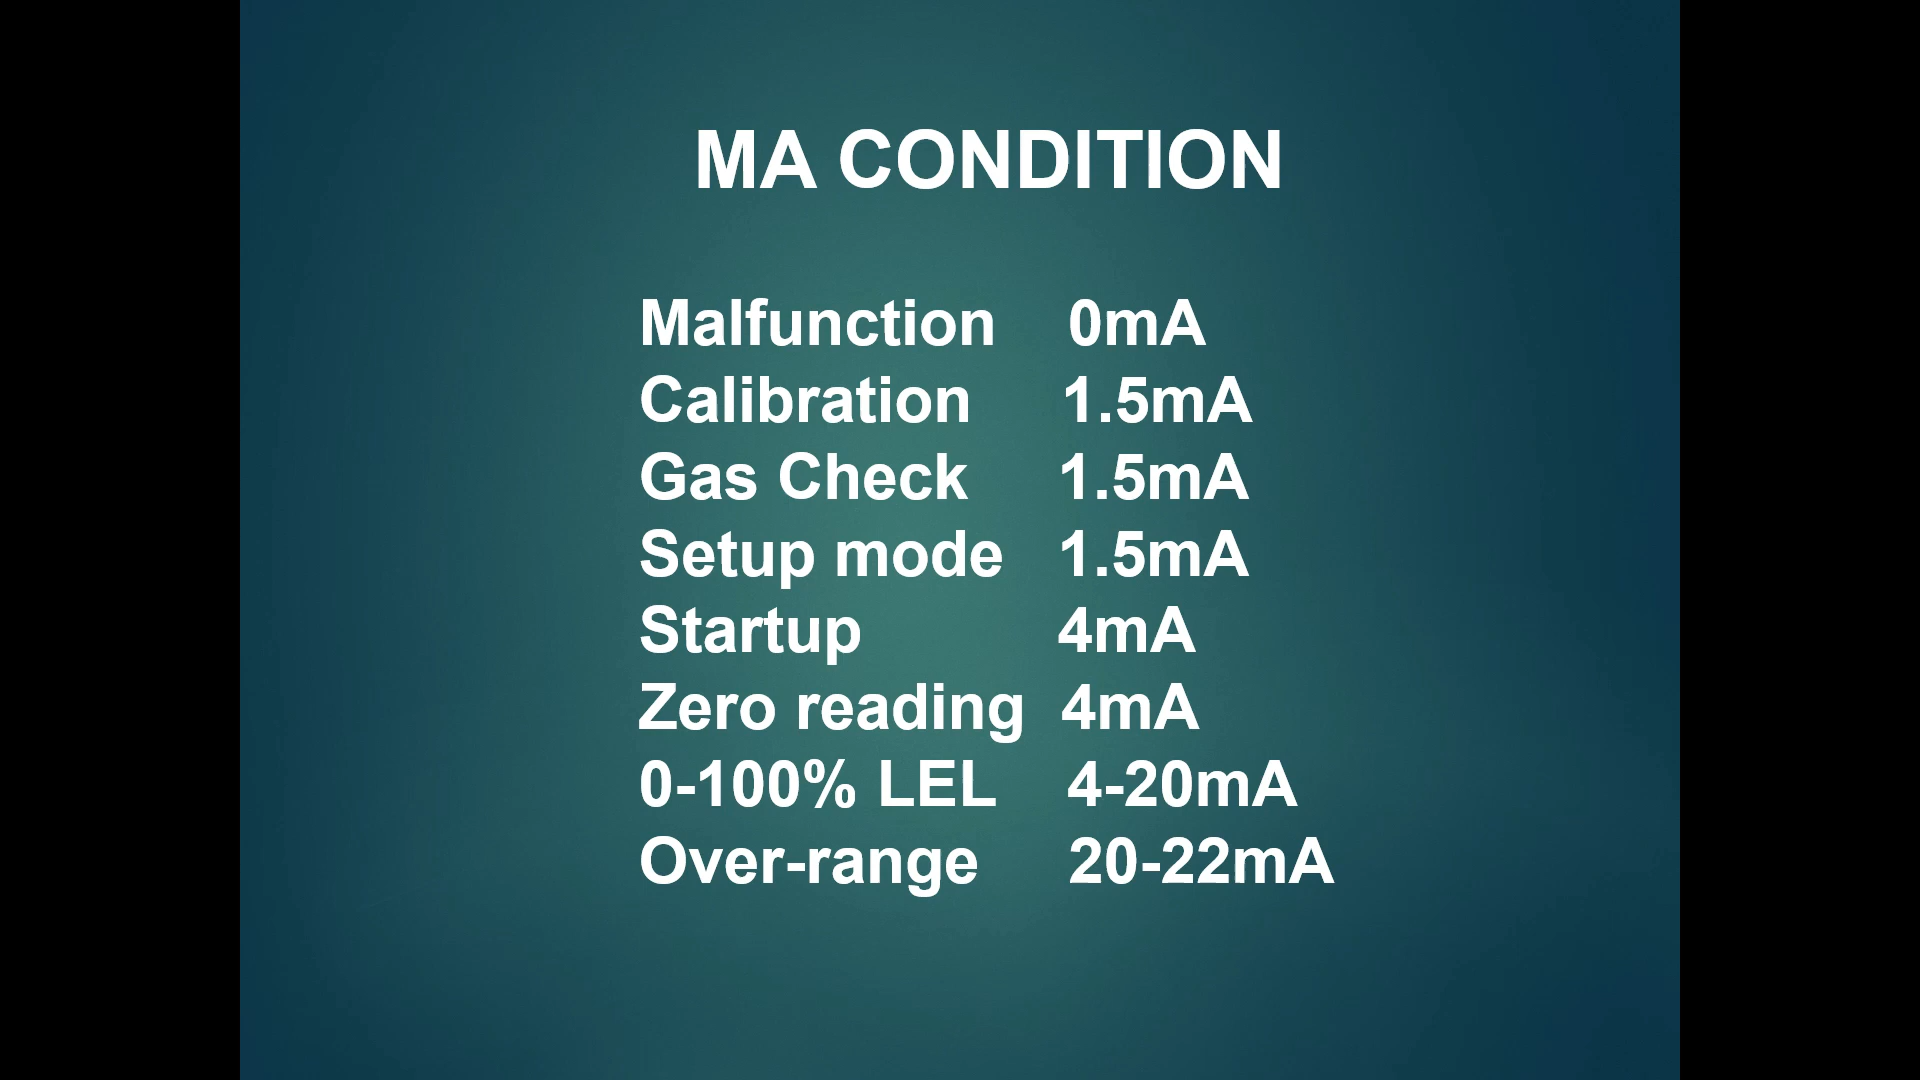 MA CONDITION
Malfunction 0mA
Calibration 1.5mA
Gas Check 1.5mA
Setup mode 1.5mA
Startup 4mA
Zero reading 4mA
0-100% LEL 4-20mA
Over-range 20-22mA